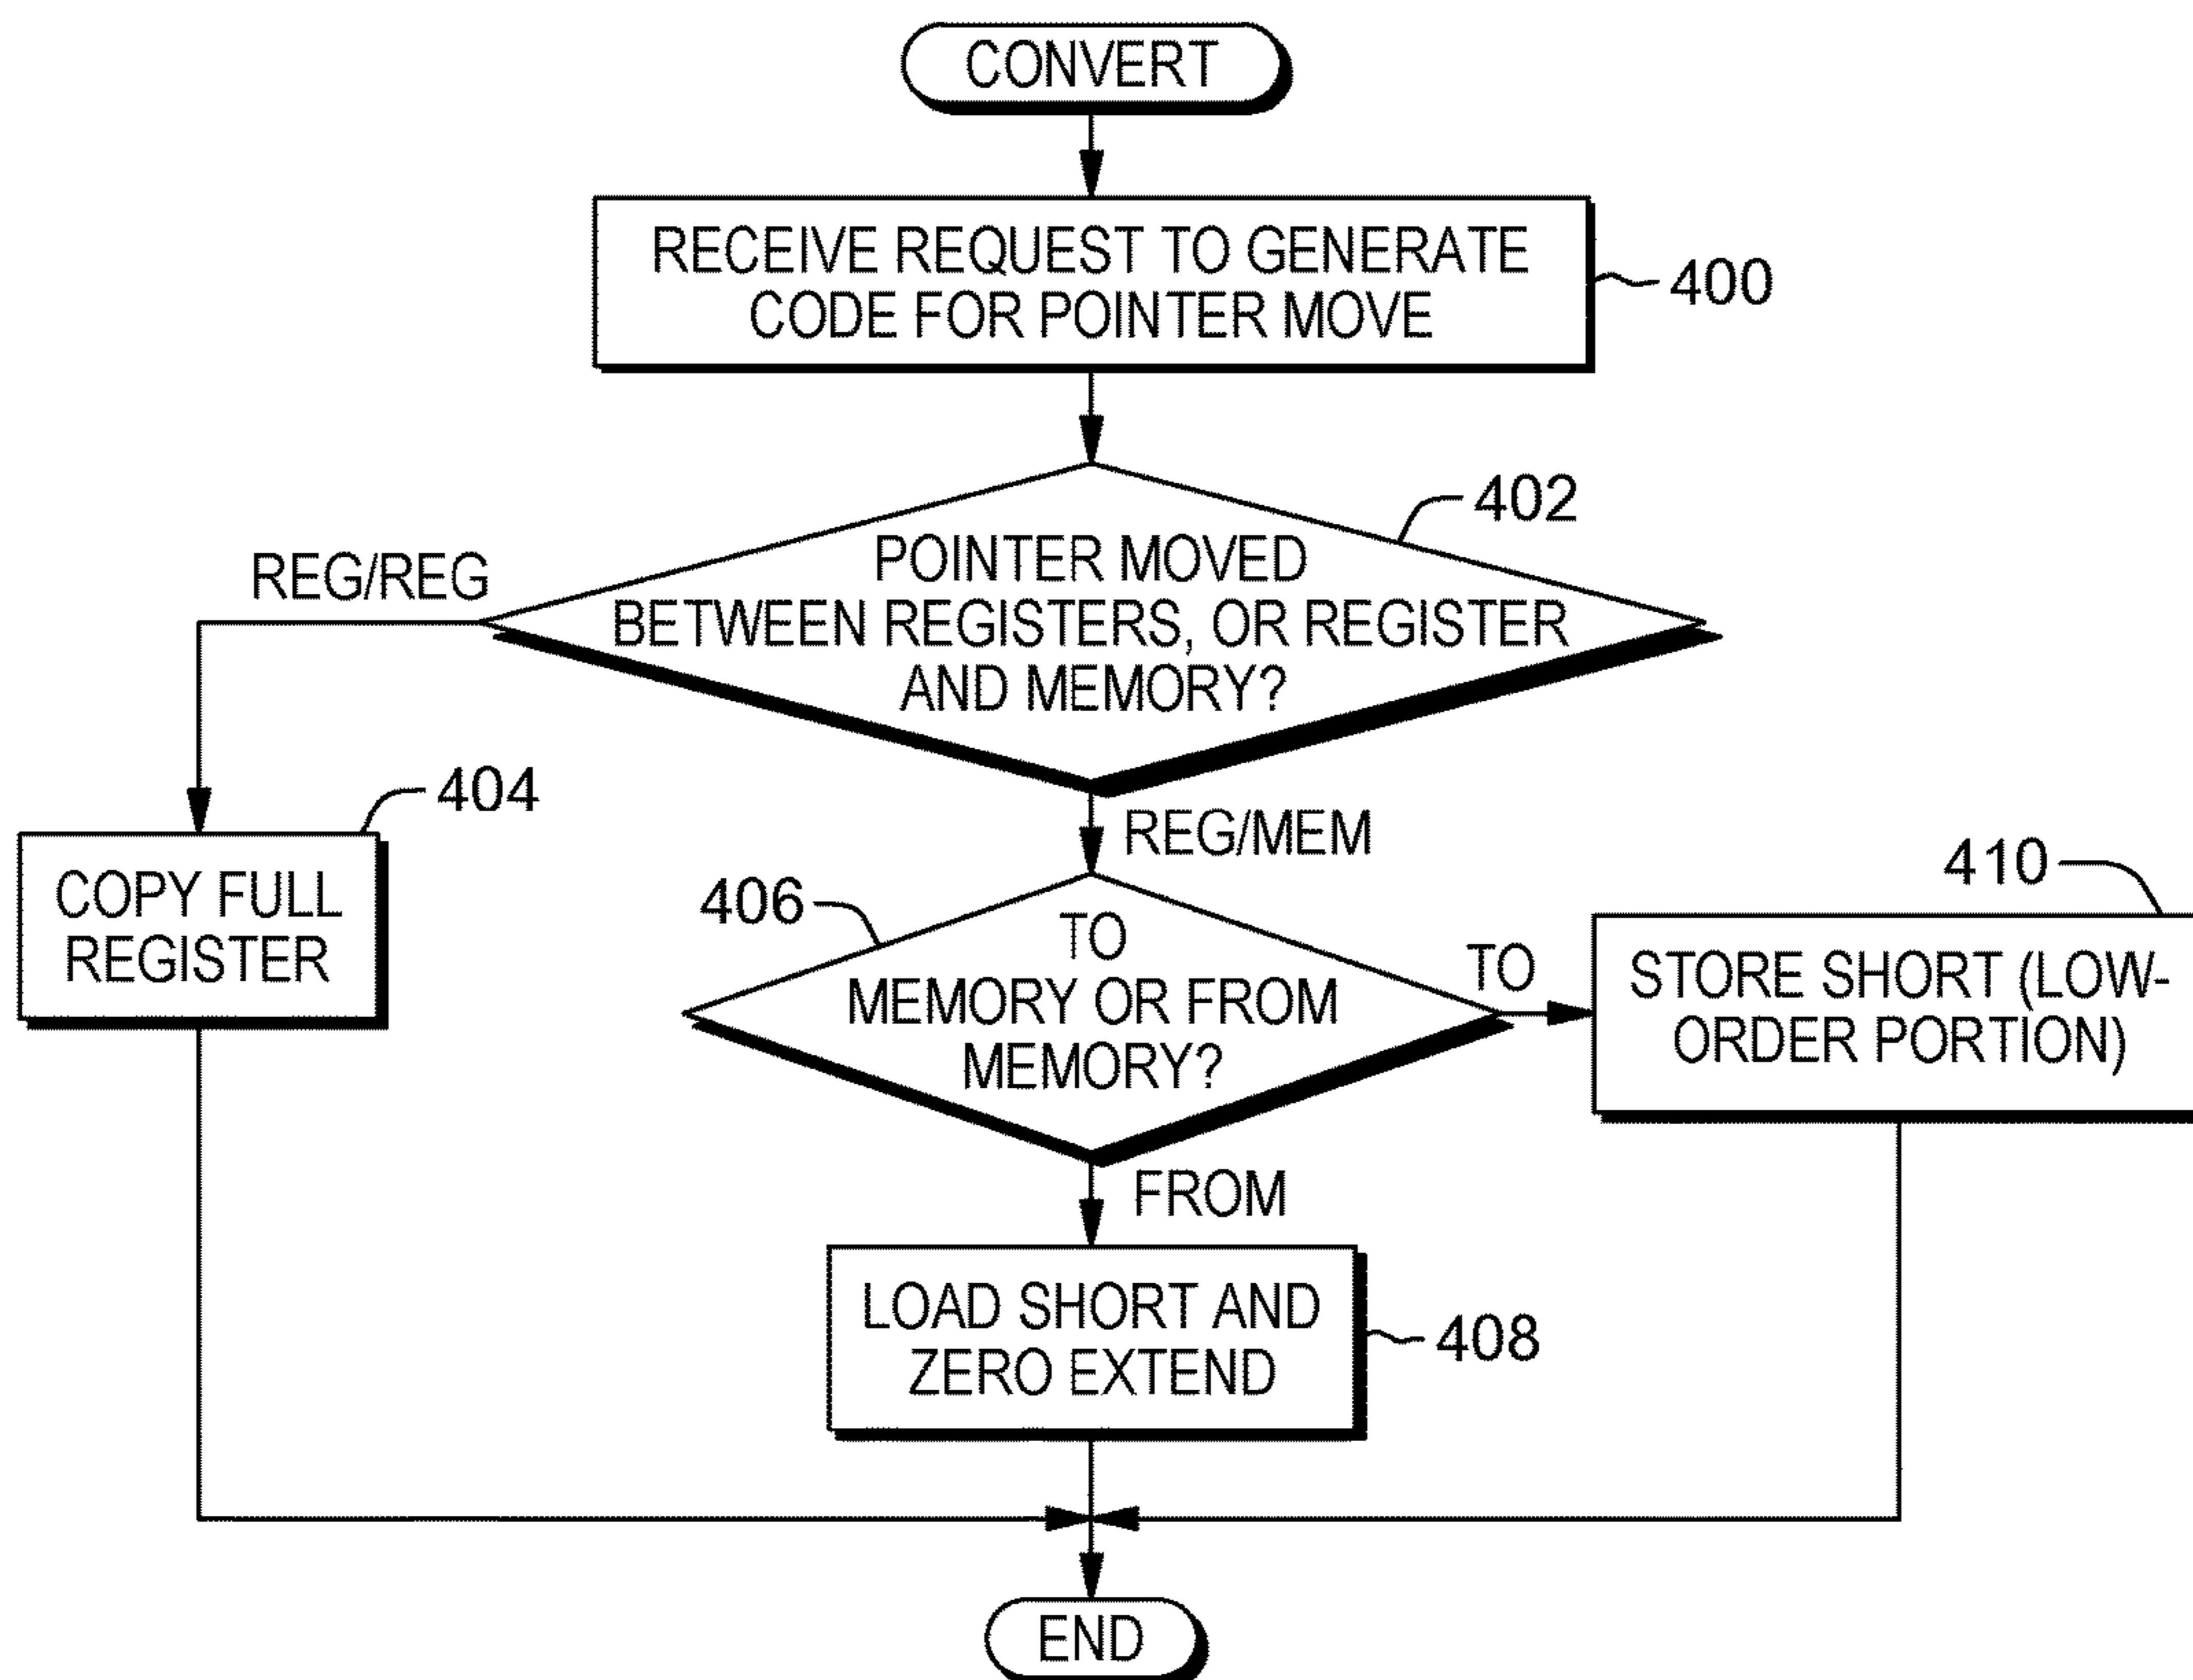 CONVERT
RECEIVE REQUEST TO GENERATE
CODE FOR POINTER MOVE
400
402
POINTER MOVED
BETWEEN REGISTERS, OR REGISTER
AND MEMORY?
REG/REG
404
COPY FULL
REGISTER
REG/MEM
406
TO
MEMORY OR FROM
MEMORY?
TO
410
STORE SHORT (LOW-
ORDER PORTION)
FROM
LOAD SHORT AND
ZERO EXTEND
408
END